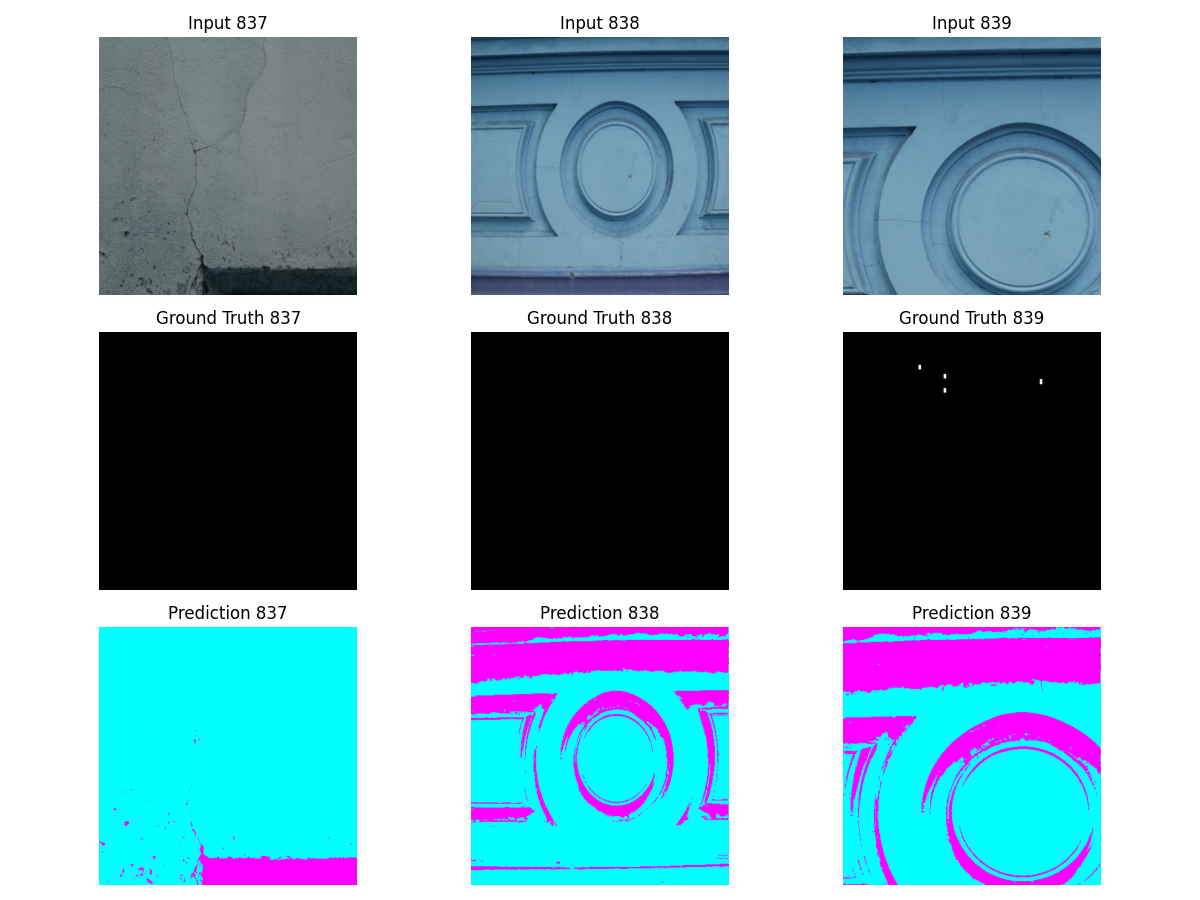 Input 837
Input 838
Input 839
Ground Truth 837
Ground Truth 838
Ground Truth 839
Prediction 837
Prediction 838
Prediction 839